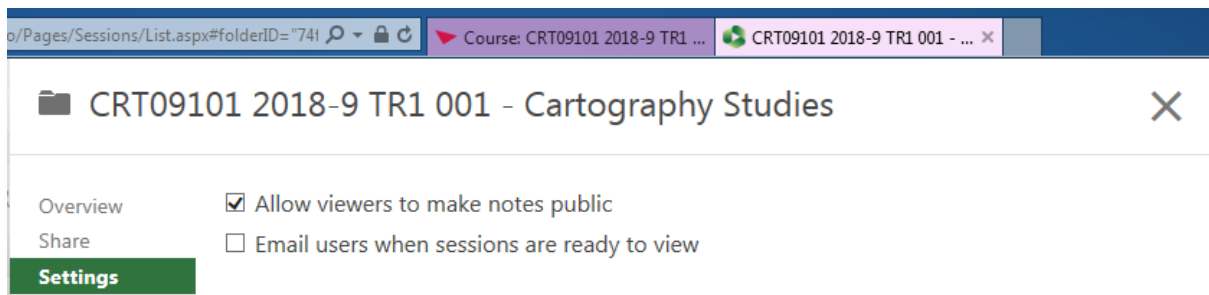 o/Pages/Sessions/List.aspx#folderID="74f
Course: CRT09101 2018-9 TR1 ...
CRT09101 2018-9 TR1 001 - ...
CRT09101 2018-9 TR1 001 - Cartography Studies
Overview
Share
Settings
Allow viewers to make notes public
Email users when sessions are ready to view